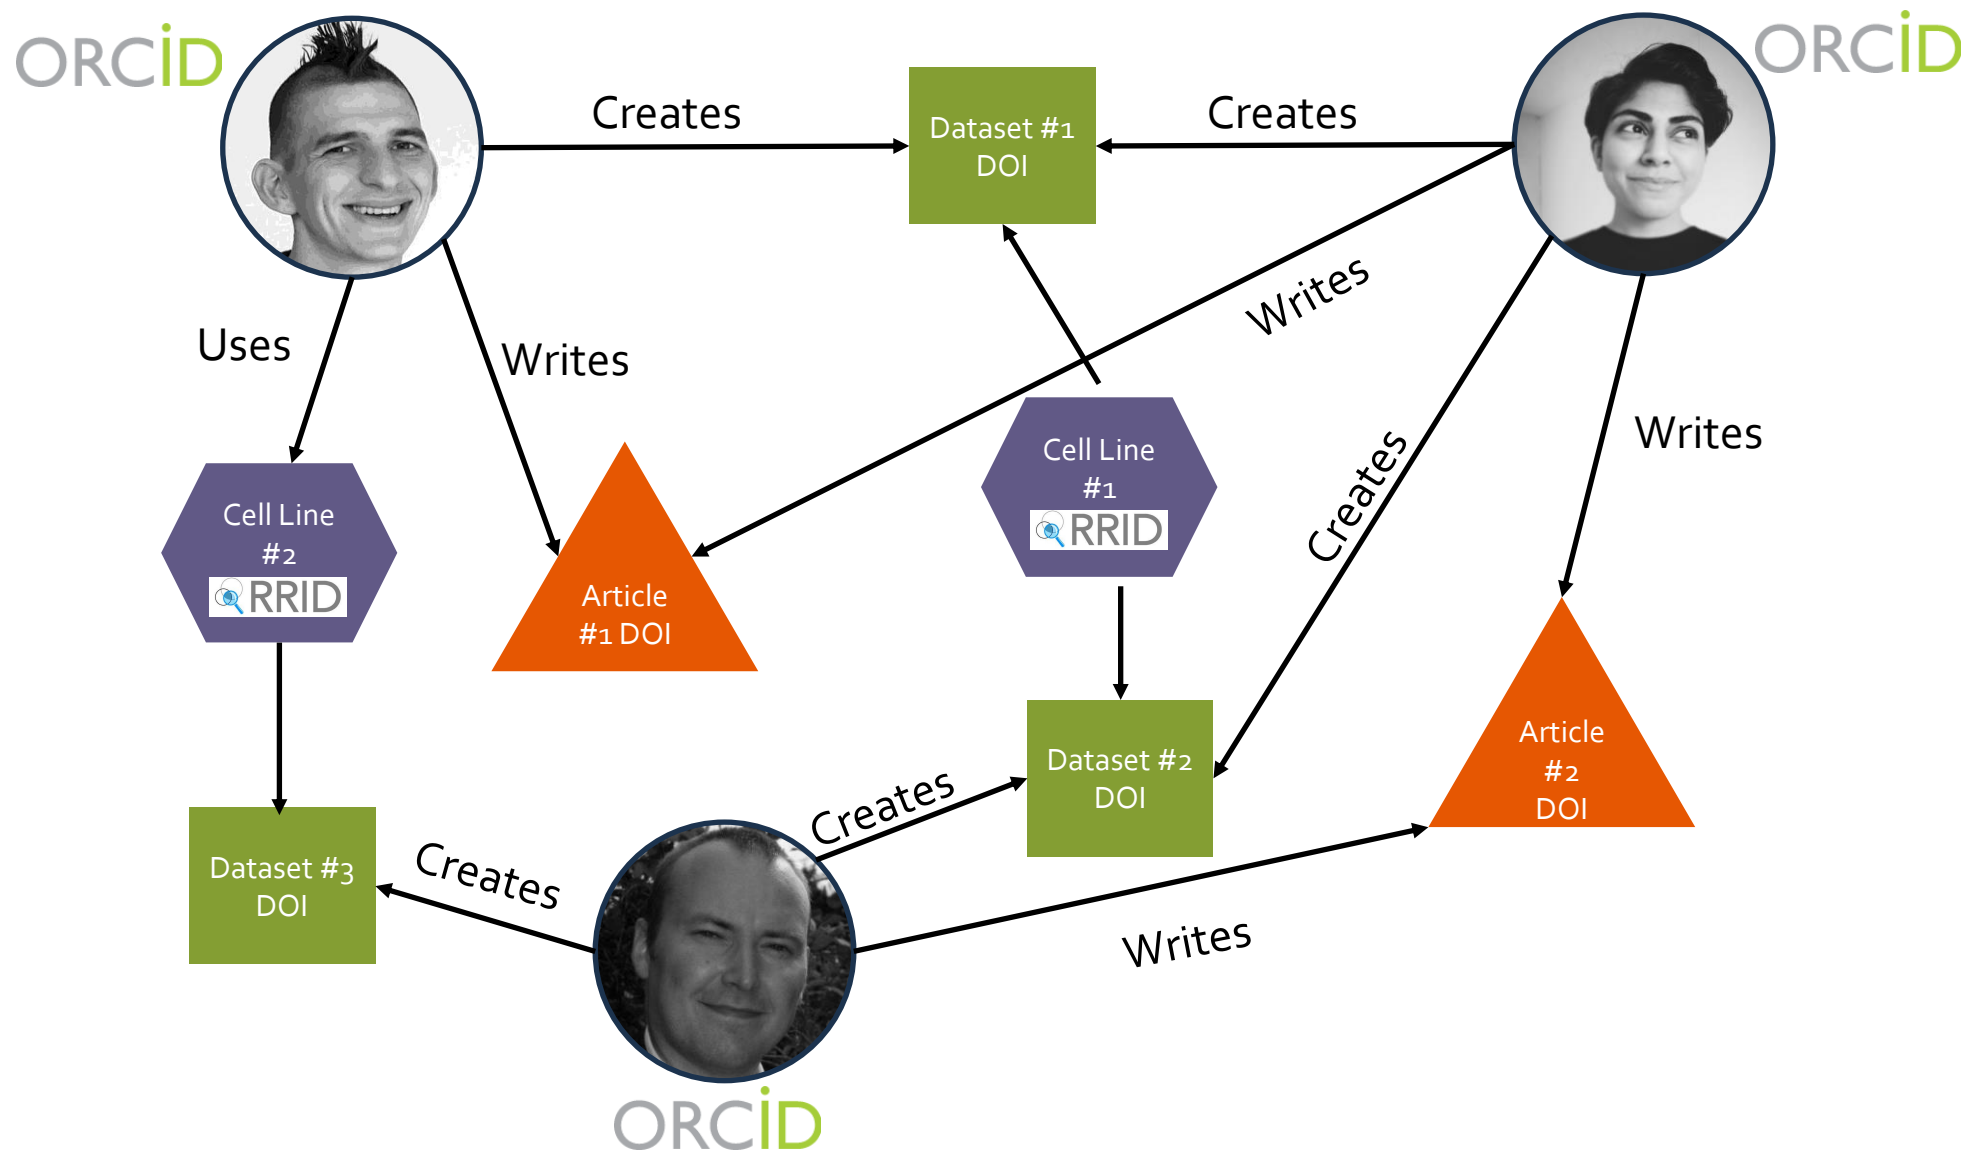 ORCiD
ORCiD
Creates
Creates
Dataset #1
DOI
Writes
Uses
Writes
Writes
Creates
Cell Line
#1
RRID
Cell Line
#2
RRID
Article
#1 DOI
Article
#2
DOI
Dataset #2
DOI
Creates
Creates
Dataset #3
DOI
Writes
ORCiD